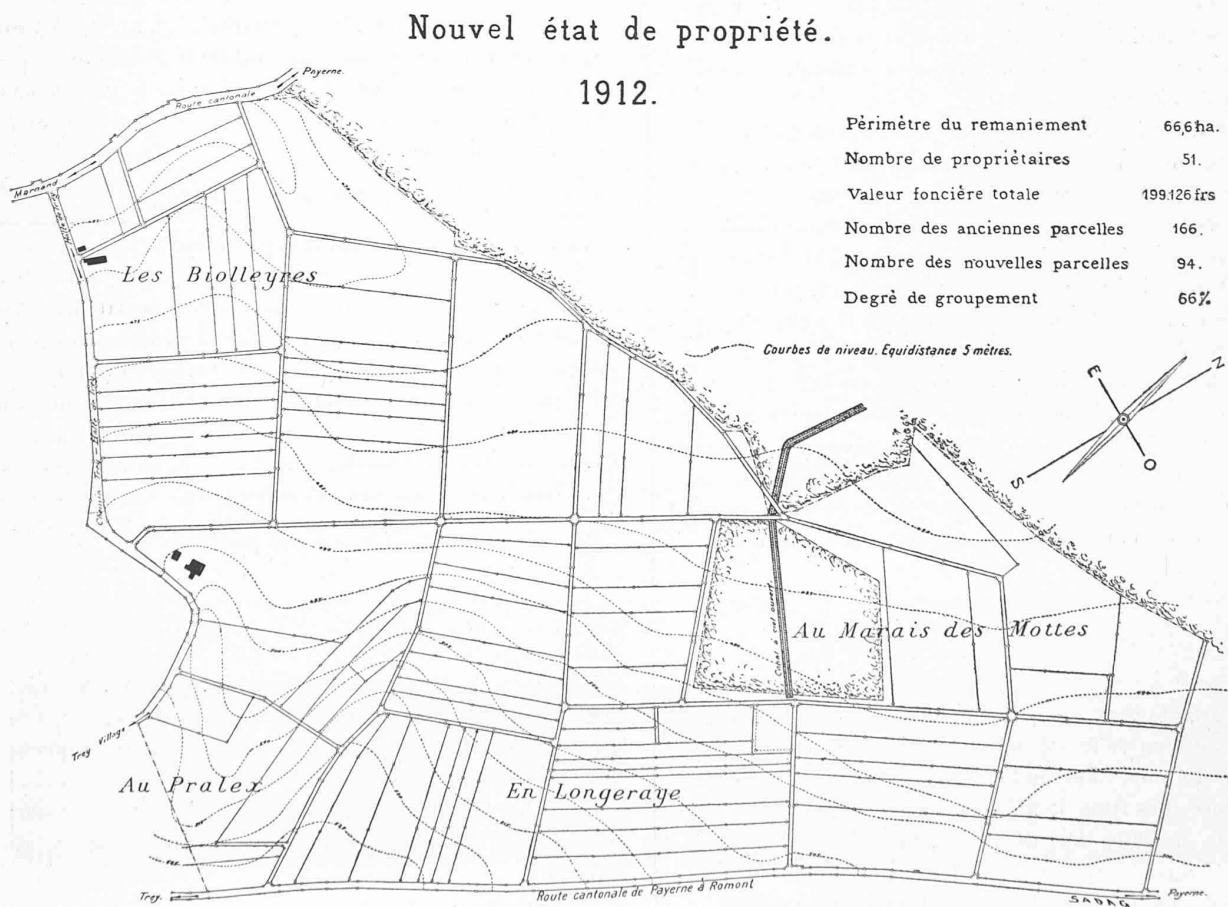 Nouvel état de propriété.
1912.
Périmètre du remaniement 66,6 ha.
Nombre de propriétaires 51.
Valeur foncière totale 199.126 frs
Nombre des anciennes parcelles 166.
Nombre des nouvelles parcelles 94.
Degré de groupement 66%
Courbes de niveau. Equidistance 5 mètres.
Payerne.
Route cantonale
Marnand
Les Biolleyres
E
N
S
O
Au Marais des Mottes
Troy Village
Au Pralex
En Longeraye
Trey.
Route cantonale de Payerne à Romont
Payerne.
SADAG